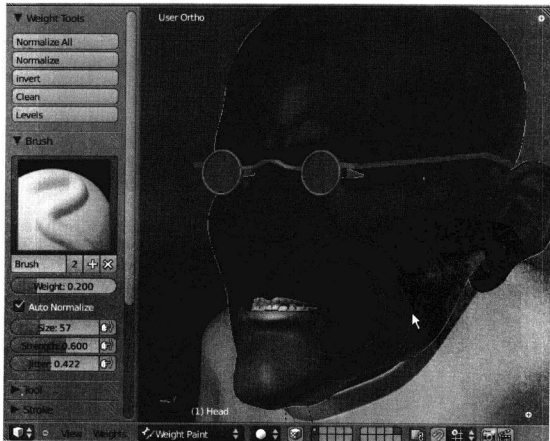 Weight Tools
User Ortho
Normalize All
Normalize
Invert
Clean
Levels
Brush
Brush 2
Weight: 0.200
Auto Normalize
Size: 57
Strength: 0.600
Jitter: 0.422
Tool
Stroke
(1) Head
View Weights Weight Paint